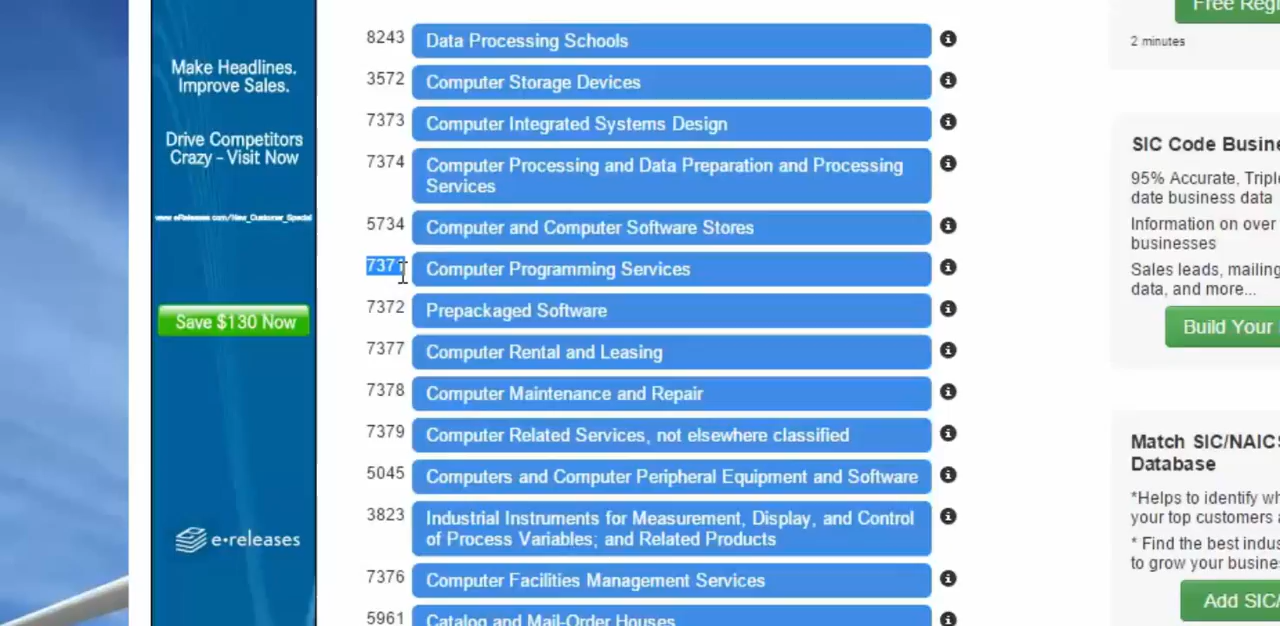 Make Headlines.
Improve Sales.
Drive Competitors
Crazy - Visit Now
www.eReleases.com/New_Customer_Special
Save $130 Now
e•releases
8243 Data Processing Schools
3572 Computer Storage Devices
7373 Computer Integrated Systems Design
7374 Computer Processing and Data Preparation and Processing
Services
5734 Computer and Computer Software Stores
7371 Computer Programming Services
7372 Prepackaged Software
7377 Computer Rental and Leasing
7378 Computer Maintenance and Repair
7379 Computer Related Services, not elsewhere classified
5045 Computers and Computer Peripheral Equipment and Software
3823 Industrial Instruments for Measurement, Display, and Control
of Process Variables; and Related Products
7376 Computer Facilities Management Services
5961 Catalog and Mail-Order Houses
Free Regi
2 minutes
SIC Code Busine
95% Accurate, Triple
date business data
Information on over
businesses
Sales leads, mailing
data, and more...
Build Your
Match SIC/NAICS
Database
*Helps to identify wh
your top customers a
* Find the best indus
to grow your busine
Add SIC/